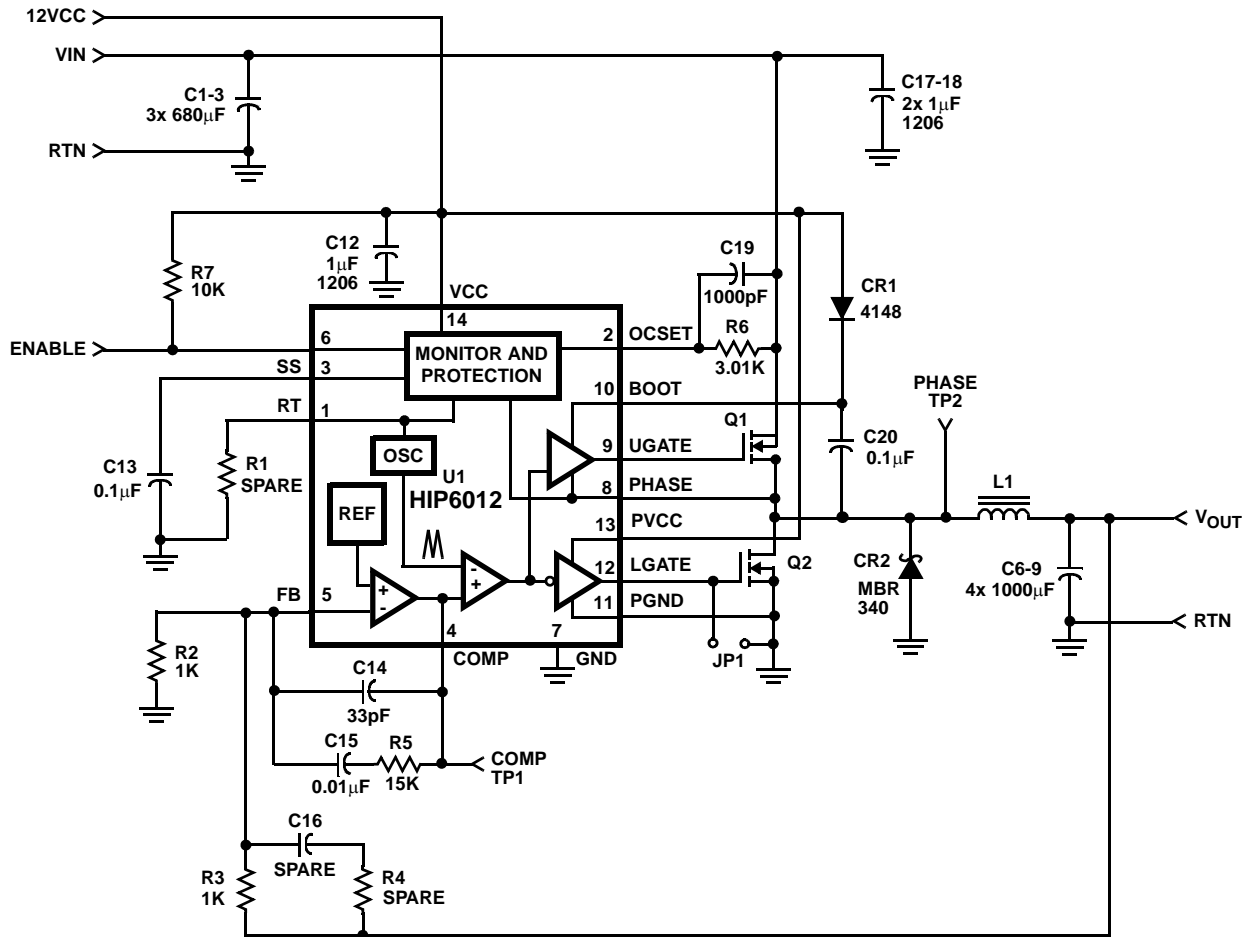 12VCC
VIN
C1-3
3x 680µF
RTN
C17-18
2x 1µF
1206
C12
1µF
1206
R7
10K
VCC
14
C19
1000pF
CR1
4148
ENABLE
6
MONITOR AND
PROTECTION
2
OCSET
R6
3.01K
SS
3
10
BOOT
PHASE
TP2
RT
1
OSC
Q1
9
UGATE
C20
0.1µF
C13
0.1µF
R1
SPARE
U1
HIP6012
8
PHASE
L1
REF
13
PVCC
VOUT
+
-
-
+
12
LGATE
Q2
CR2
MBR
340
C6-9
4x 1000µF
FB
5
11
PGND
RTN
4
COMP
7
GND
JP1
R2
1K
C14
33pF
C15
0.01µF
R5
15K
COMP
TP1
C16
SPARE
R3
1K
R4
SPARE